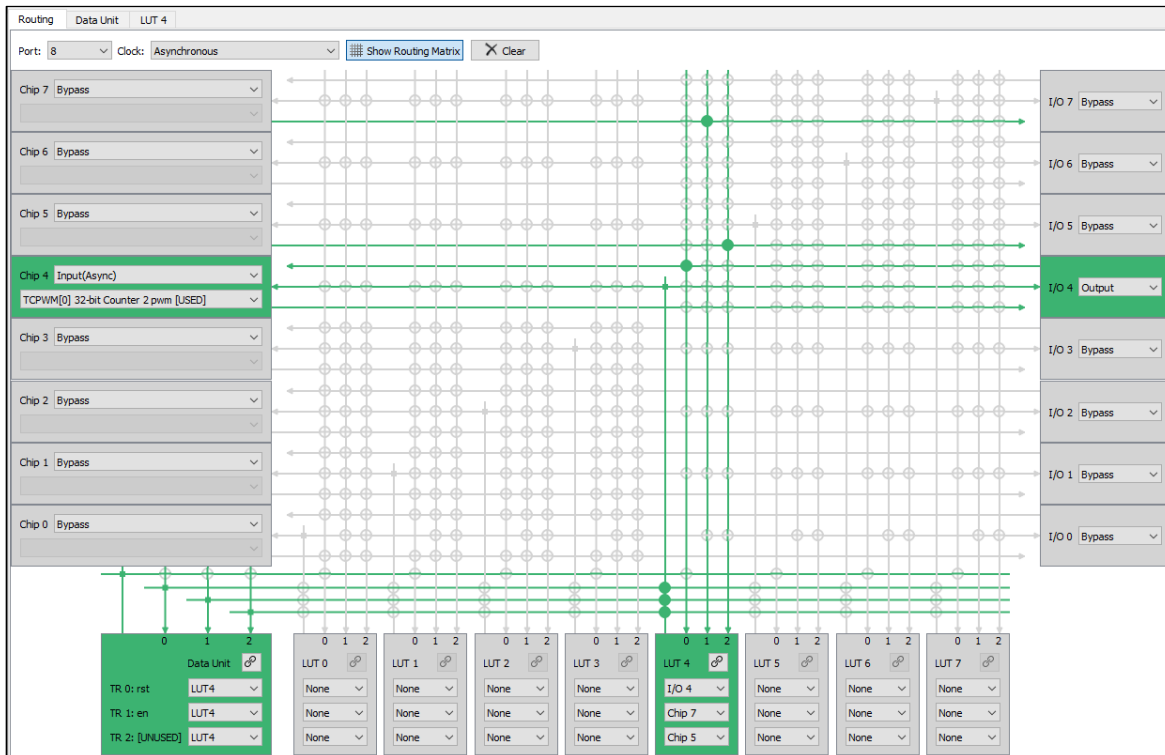 Routing Data Unit LUT 4
Port: 8 Clock: Asynchronous Show Routing Matrix Clear
Chip 7 Bypass
I/O 7 Bypass
Chip 6 Bypass
I/O 6 Bypass
Chip 5 Bypass
I/O 5 Bypass
Chip 4 Input(Async)
TCPWM[0] 32-bit Counter 2 pwm [USED]
I/O 4 Output
Chip 3 Bypass
I/O 3 Bypass
Chip 2 Bypass
I/O 2 Bypass
Chip 1 Bypass
I/O 1 Bypass
Chip 0 Bypass
I/O 0 Bypass
0 1 2 0 1 2 0 1 2 0 1 2 0 1 2 0 1 2 0 1 2 0 1 2 0 1 2
Data Unit LUT 0 LUT 1 LUT 2 LUT 3 LUT 4 LUT 5 LUT 6 LUT 7
TR 0: rst LUT4 None None None None I/O 4 None None None
TR 1: en LUT4 None None None None Chip 7 None None None
TR 2: [UNUSED] LUT4 None None None None Chip 5 None None None